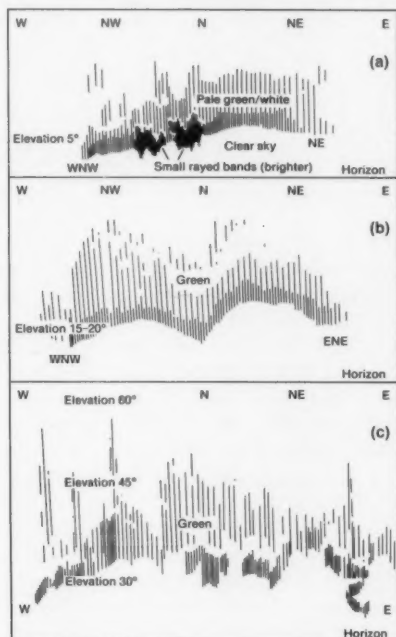 W NW N NE E
(a)
Pale green/white
Elevation 5°
Clear sky
NE
WNW
Small rayed bands (brighter)
Horizon
W NW N NE E
(b)
Green
Elevation 15–20°
WNW
ENE
Horizon
W Elevation 60° N NE E
(c)
Elevation 45°
Green
Elevation 30°
W
E
Horizon